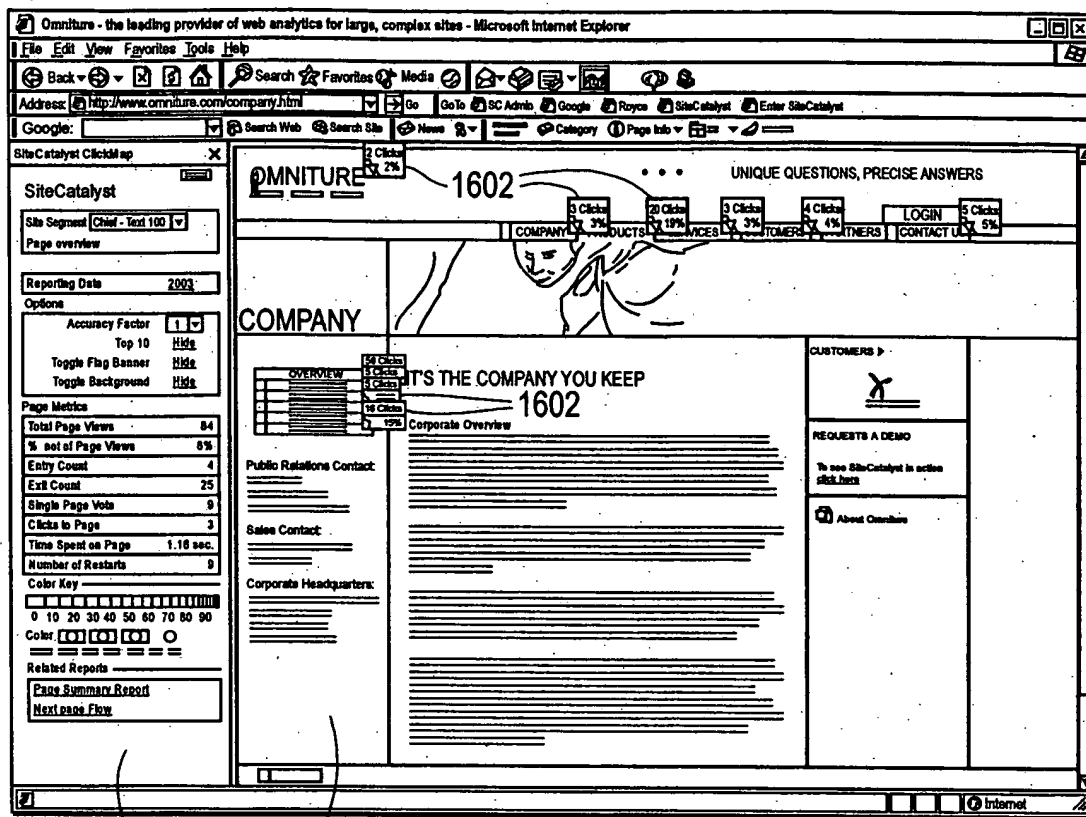 Omniture - the leading provider of web analytics for large, complex sites - Microsoft Internet Explorer
File Edit View Favorites Tools Help
Back Search Favorites Media
Address: http://www.omniture.com/company.html Go GoTo SC Admin Google Royce SiteCatalyst Enter SiteCatalyst
Google: Search Web Search Site News Category Page Info
SiteCatalyst ClickMap X
SiteCatalyst
Site Segment Chief - Text 100
Page overview
Reporting Date 2003
Options
Accuracy Factor 1
Top 10 Hide
Toggle Flag Banner Hide
Toggle Background Hide
Page Metrics
Total Page Views 84
% set of Page Views 8%
Entry Count 4
Exit Count 25
Single Page Vote 9
Clicks to Page 3
Time Spent on Page 1.16 sec.
Number of Restarts 9
Color Key
0 10 20 30 40 50 60 70 80 90
Color
Related Reports
Page Summary Report
Next page Flow
OMNITURE
2 Clicks
2%
1602
UNIQUE QUESTIONS, PRECISE ANSWERS
3 Clicks
3%
20 Clicks
19%
3 Clicks
3%
4 Clicks
4%
LOGIN
5 Clicks
5%
COMPANY
CONTACT U
COMPANY
OVERVIEW
5 Clicks
5 Clicks
16 Clicks
15%
IT'S THE COMPANY YOU KEEP
1602
Corporate Overview
Public Relations Contact:
Sales Contact:
Corporate Headquarters:
CUSTOMERS
REQUESTS A DEMO
To see SiteCatalyst in action
click here
About Omniture
Internet